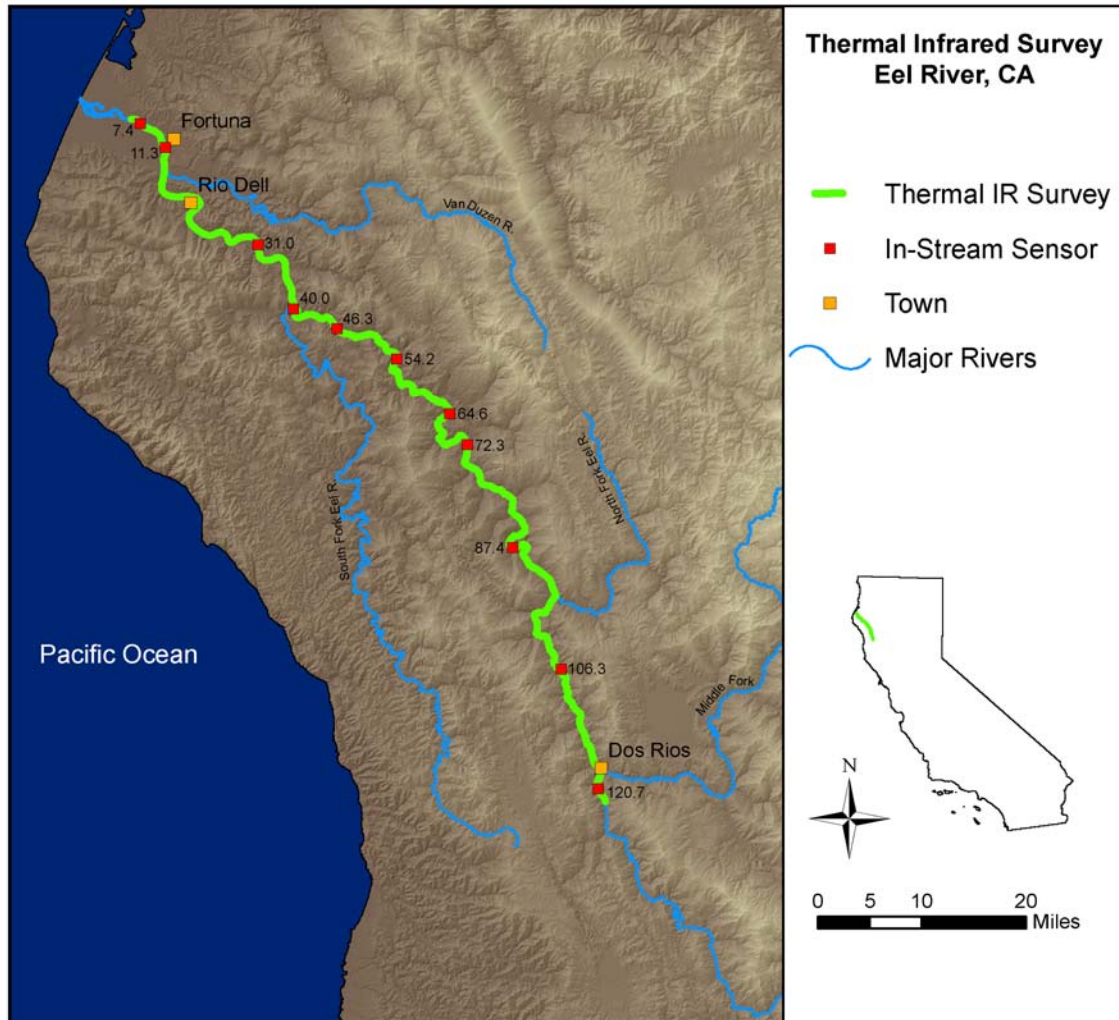 Thermal Infrared Survey
Eel River, CA
Thermal IR Survey
In-Stream Sensor
Town
Major Rivers
7.4
Fortuna
11.3
Rio Dell
Van Duzen R.
31.0
40.0
46.3
54.2
64.6
72.3
North Fork Eel R.
South Fork Eel R.
87.4
Pacific Ocean
106.3
Middle Fork
Dos Rios
120.7
N
0 5 10 20
Miles